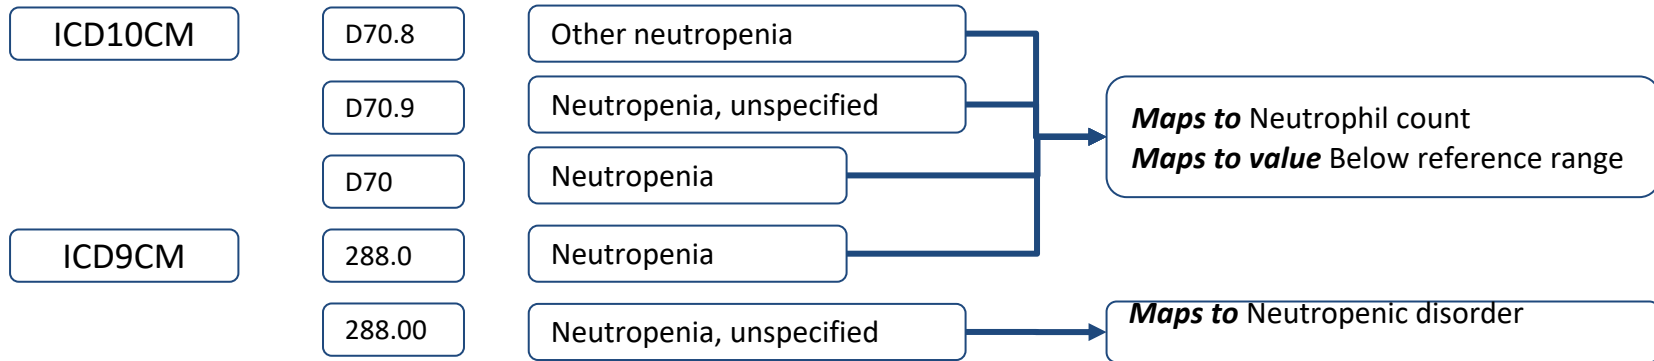 ICD10CM D70.8 Other neutropenia
D70.9 Neutropenia, unspecified
Maps to Neutrophil count
Maps to value Below reference range
D70 Neutropenia
ICD9CM 288.0 Neutropenia
288.00 Neutropenia, unspecified
Maps to Neutropenic disorder